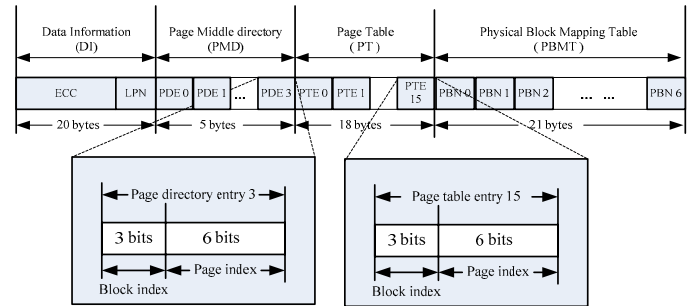 Data Information
(DI)
Page Middle directory
(PMD)
Page Table
( PT )
Physical Block Mapping Table
( PBMT )
ECC
LPN
PDE 0
PDE 1
...
PDE 3
PTE 0
PTE 1
PTE
15
PBN 0
PBN 1
PBN 2
... ...
PBN 6
20 bytes
5 bytes
18 bytes
21 bytes
Page directory entry 3
3 bits
6 bits
Page index
Block index
Page table entry 15
3 bits
6 bits
Page index
Block index